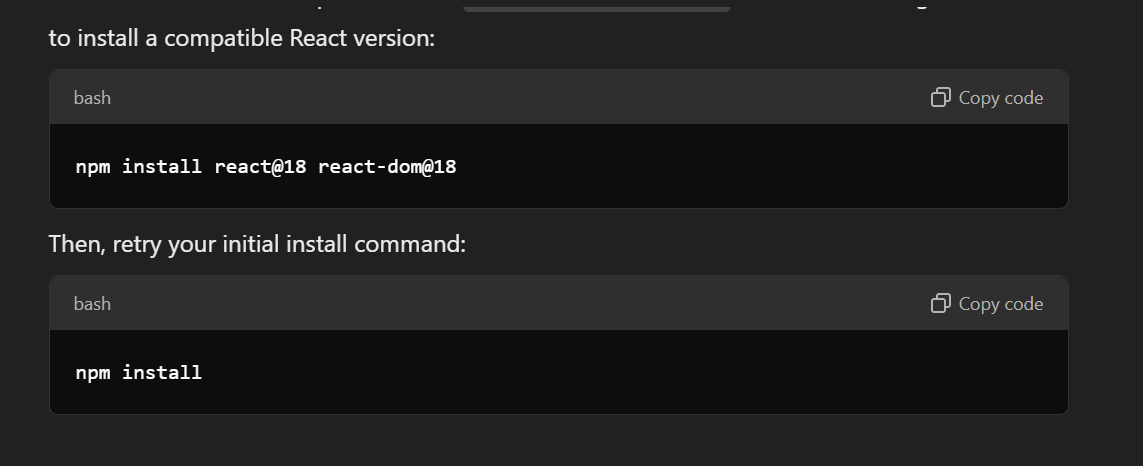 to install a compatible React version:
bash
Copy code
npm install react@18 react-dom@18
Then, retry your initial install command:
bash
Copy code
npm install